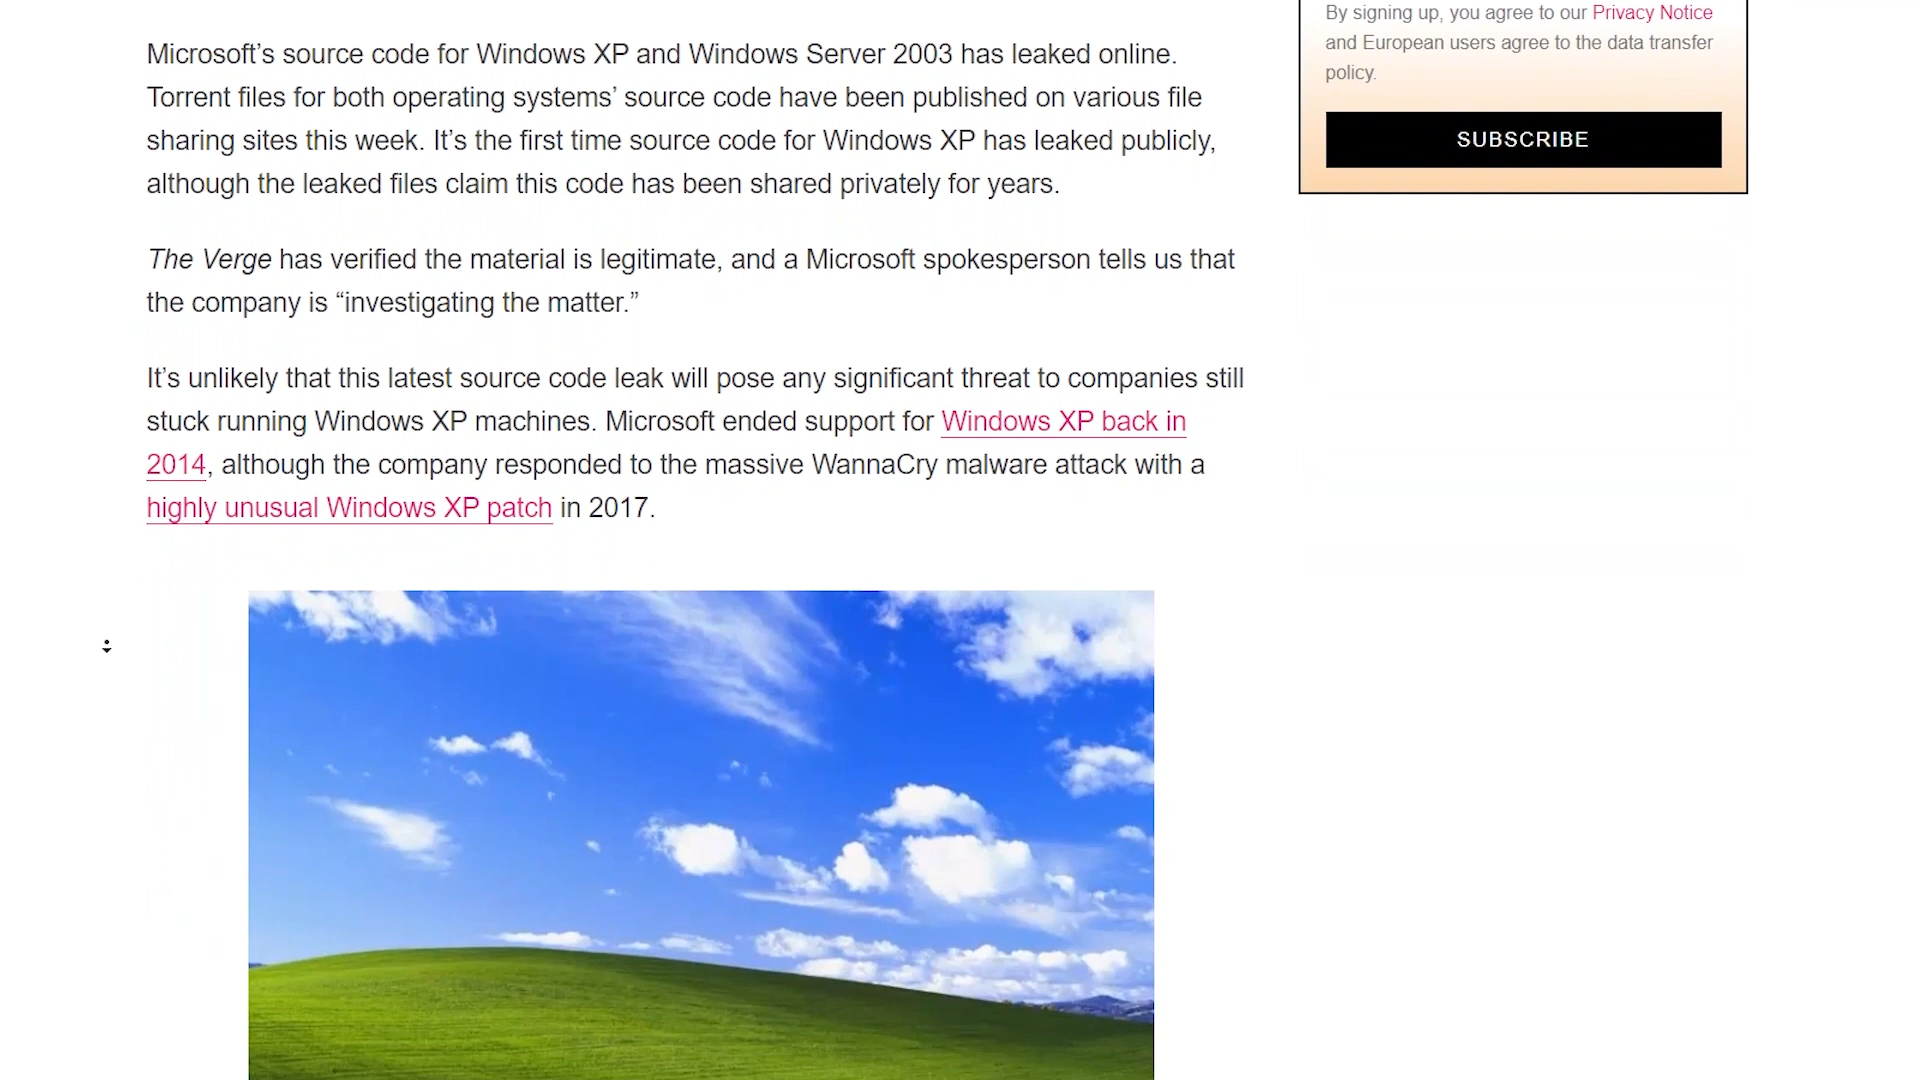 Microsoft’s source code for Windows XP and Windows Server 2003 has leaked online.
Torrent files for both operating systems’ source code have been published on various file
sharing sites this week. It’s the first time source code for Windows XP has leaked publicly,
although the leaked files claim this code has been shared privately for years.
The Verge has verified the material is legitimate, and a Microsoft spokesperson tells us that
the company is “investigating the matter.”
It’s unlikely that this latest source code leak will pose any significant threat to companies still
stuck running Windows XP machines. Microsoft ended support for Windows XP back in
2014, although the company responded to the massive WannaCry malware attack with a
highly unusual Windows XP patch in 2017.
By signing up, you agree to our Privacy Notice
and European users agree to the data transfer
policy.
SUBSCRIBE